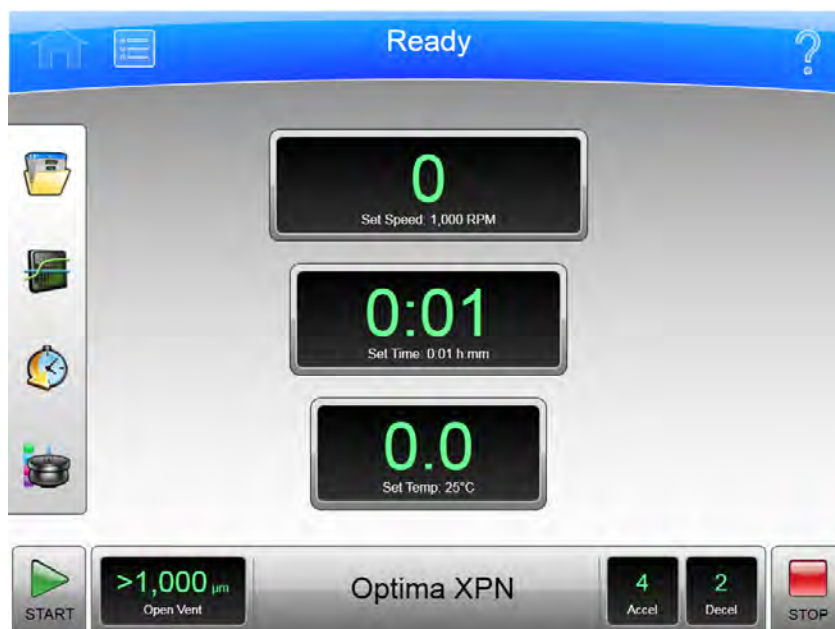 Ready
?
0
Set Speed: 1,000 RPM
0:01
Set Time: 0:01 h:mm
0.0
Set Temp: 25°C
START
>1,000 µm
Open Vent
Optima XPN
4
Accel
2
Decel
STOP